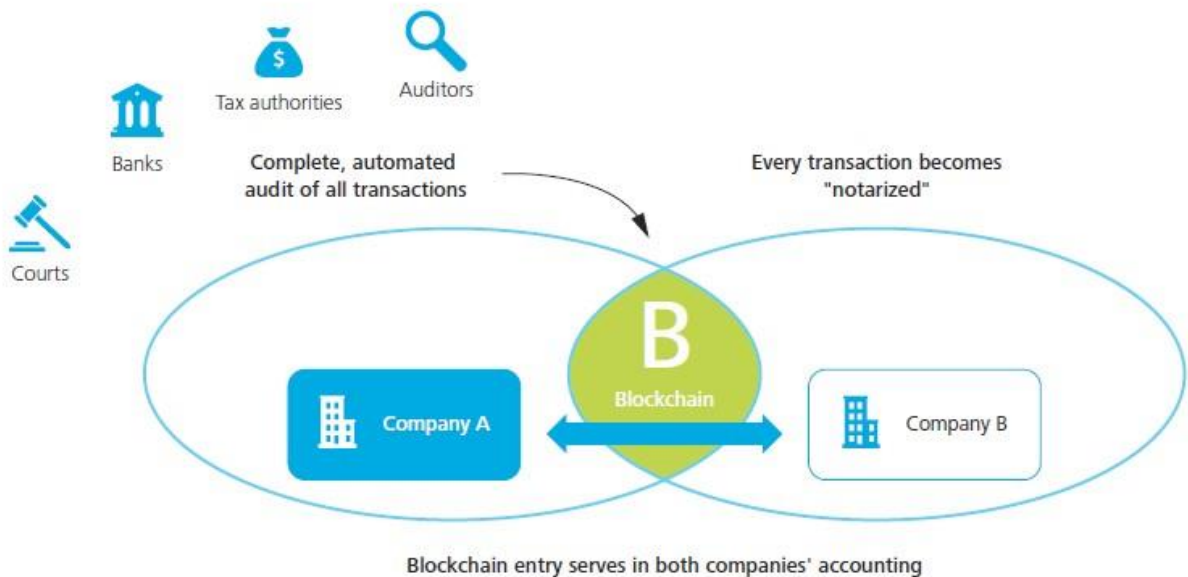 $
Auditors
Tax authorities
Banks
Complete, automated
audit of all transactions
Every transaction becomes
"notarized"
Courts
B
Blockchain
Company A
Company B
Blockchain entry serves in both companies' accounting